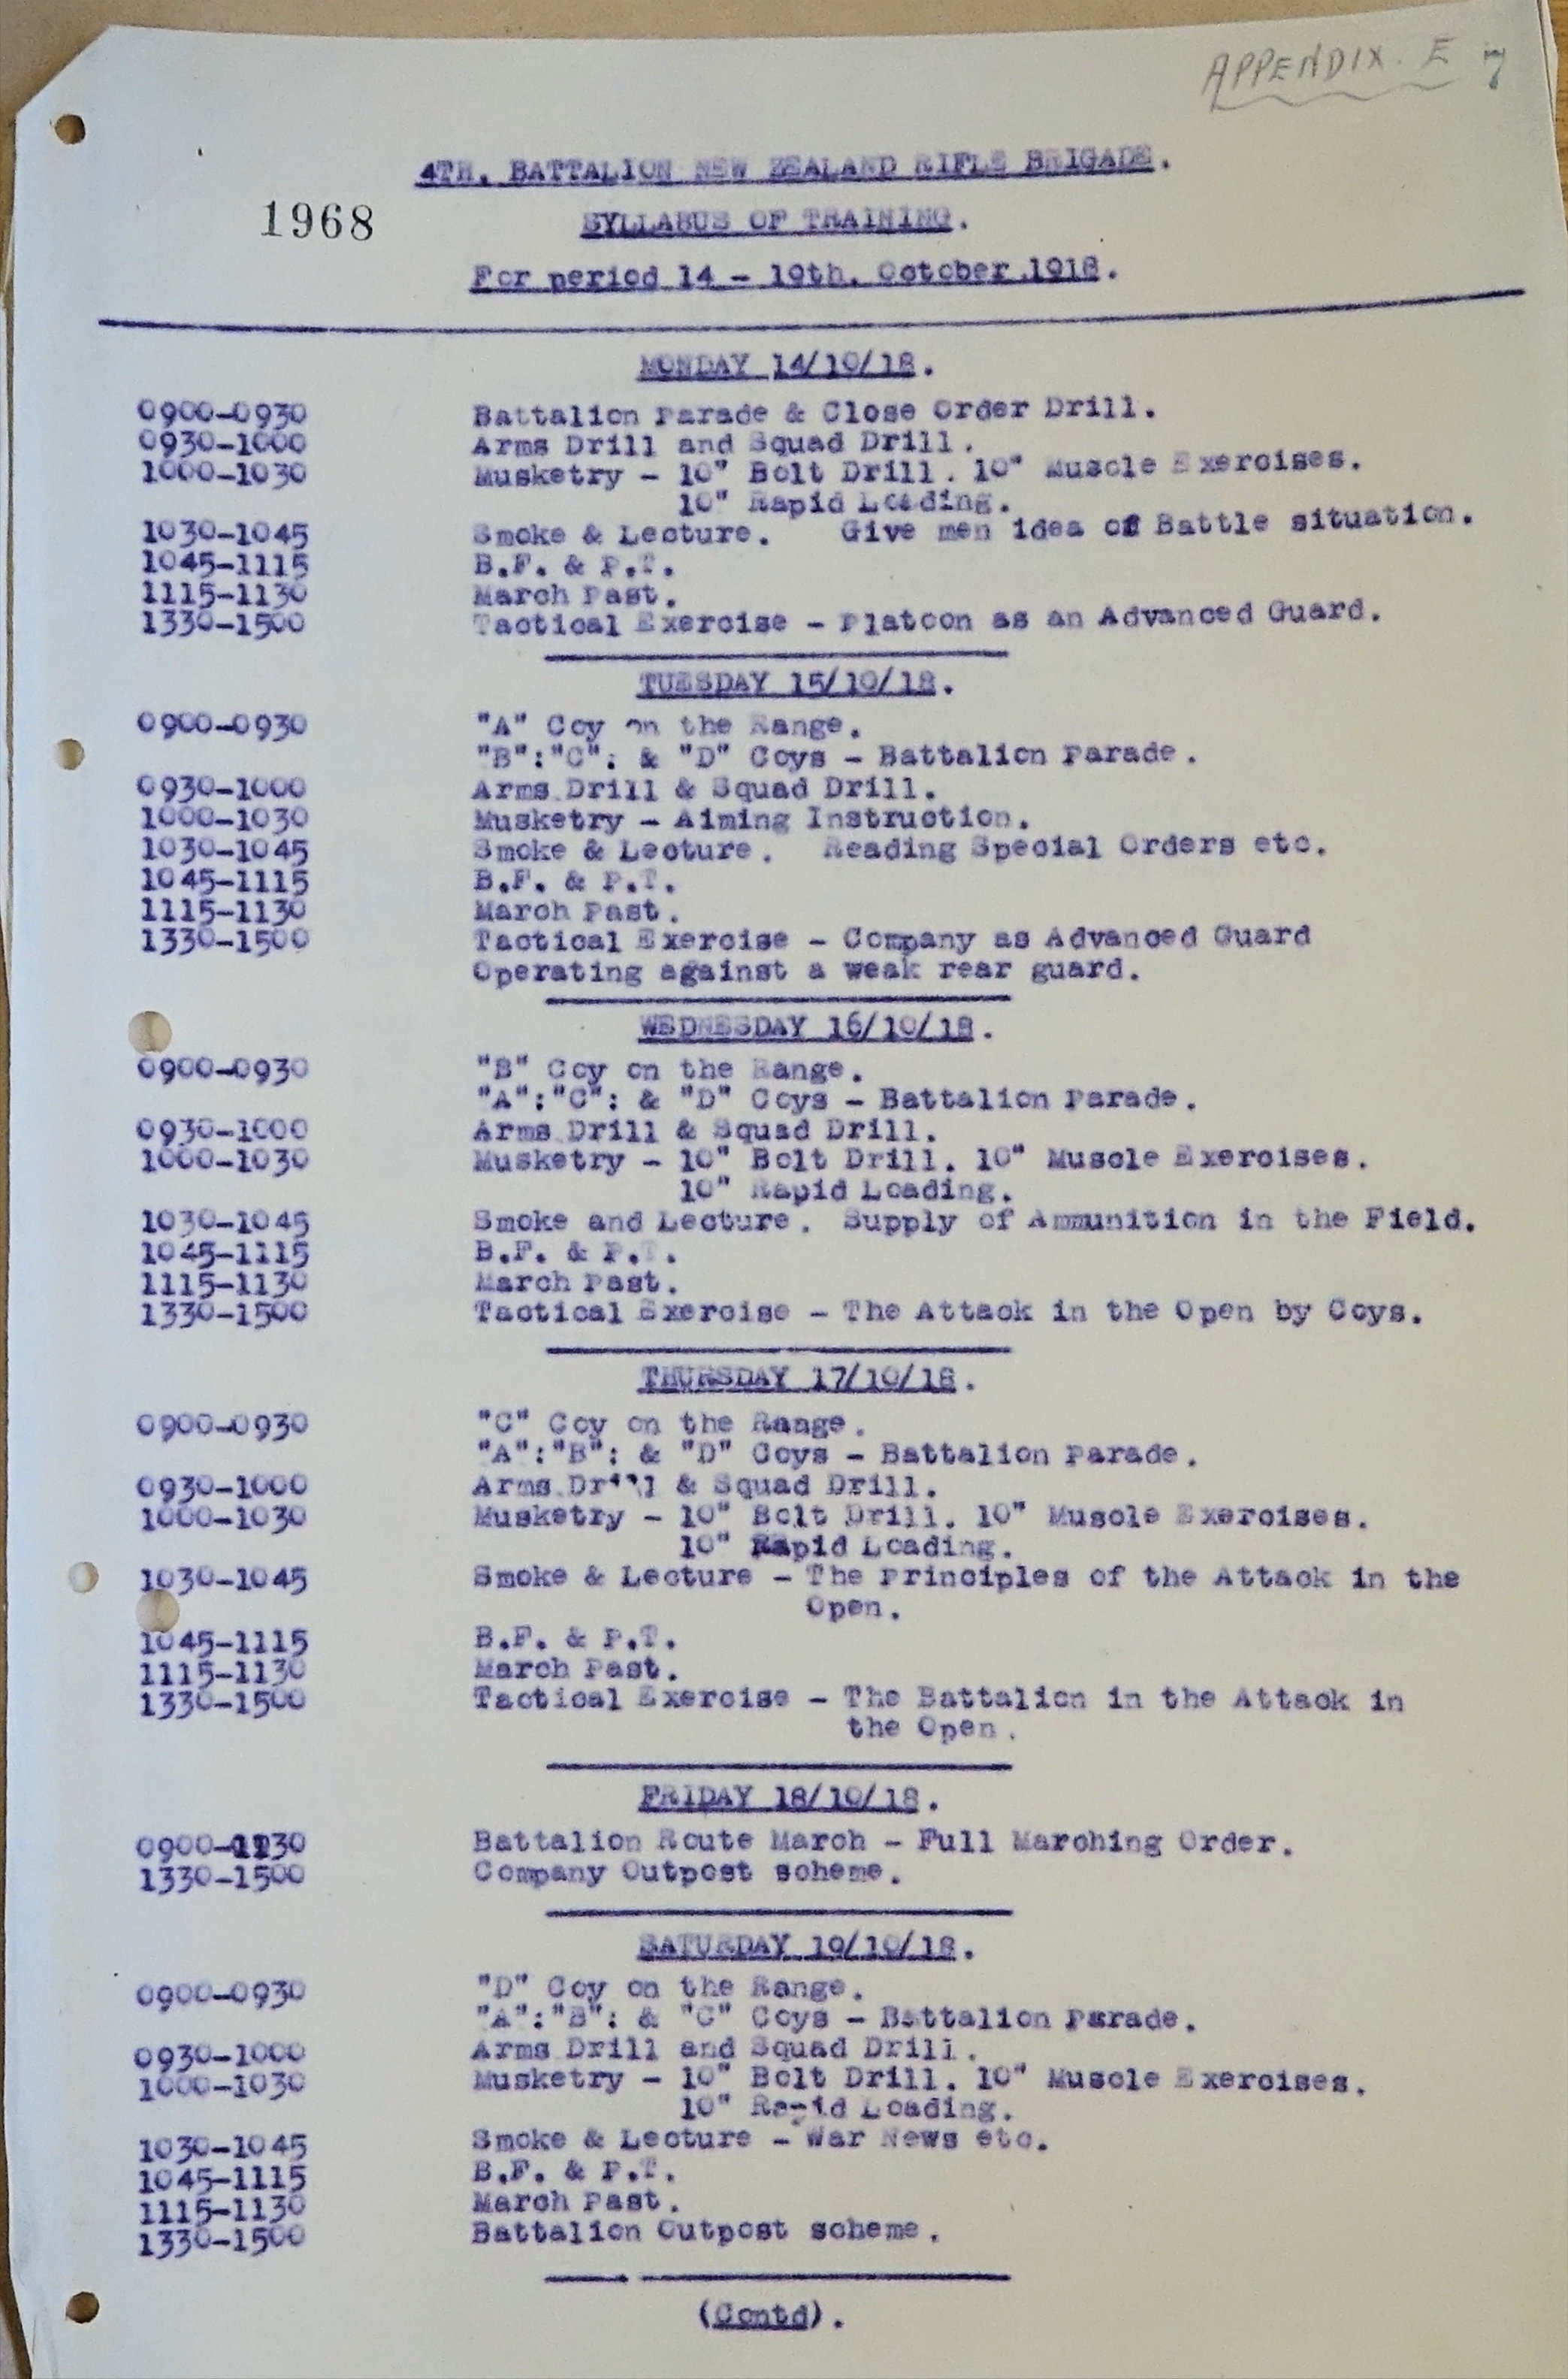 APPENDIX. E 7
4TH. BATTALION NEW ZEALAND RIFLE BRIGADE.
1968
SYLLABUS OF TRAINING.
For period 14 - 19th. October.1918.
MONDAY 14/10/18.
0900-0930 Battalion Parade & Close Order Drill.
0930-1000 Arms Drill and Squad Drill.
1000-1030 Musketry - 10" Bolt Drill. 10" Muscle Exercises.
10" Rapid Loading.
1030-1045 Smoke & Lecture. Give men idea of Battle situation.
1045-1115 B.F. & P.T.
1115-1130 March Past.
1330-1500 Tactical Exercise - Platoon as an Advanced Guard.
TUESDAY 15/10/18.
0900-0930 "A" Coy on the Range.
"B":"C": & "D" Coys - Battalion Parade.
0930-1000 Arms Drill & Squad Drill.
1000-1030 Musketry - Aiming Instruction.
1030-1045 Smoke & Lecture. Reading Special Orders etc.
1045-1115 B.F. & P.T.
1115-1130 March Past.
1330-1500 Tactical Exercise - Company as Advanced Guard
Operating against a weak rear guard.
WEDNESDAY 16/10/18.
0900-0930 "B" Coy on the Range.
"A":"C": & "D" Coys - Battalion Parade.
0930-1000 Arms Drill & Squad Drill.
1000-1030 Musketry - 10" Bolt Drill. 10" Muscle Exercises.
10" Rapid Loading.
1030-1045 Smoke and Lecture. Supply of Ammunition in the Field.
1045-1115 B.F. & P.T.
1115-1130 March Past.
1330-1500 Tactical Exercise - The Attack in the Open by Coys.
THURSDAY 17/10/18.
0900-0930 "C" Coy on the Range.
"A":"B": & "D" Coys - Battalion Parade.
0930-1000 Arms Drill & Squad Drill.
1000-1030 Musketry - 10" Bolt Drill. 10" Muscle Exercises.
10" Rapid Loading.
1030-1045 Smoke & Lecture - The Principles of the Attack in the
Open.
1045-1115 B.F. & P.T.
1115-1130 March Past.
1330-1500 Tactical Exercise - The Battalion in the Attack in
the Open.
FRIDAY 18/10/18.
0900-1130 Battalion Route March - Full Marching Order.
1330-1500 Company Outpost scheme.
SATURDAY 19/10/18.
0900-0930 "D" Coy on the Range.
"A":"B": & "C" Coys - Battalion Parade.
0930-1000 Arms Drill and Squad Drill.
1000-1030 Musketry - 10" Bolt Drill. 10" Muscle Exercises.
10" Rapid Loading.
1030-1045 Smoke & Lecture - War News etc.
1045-1115 B.F. & P.T.
1115-1130 March Past.
1330-1500 Battalion Outpost scheme.
(Contd).